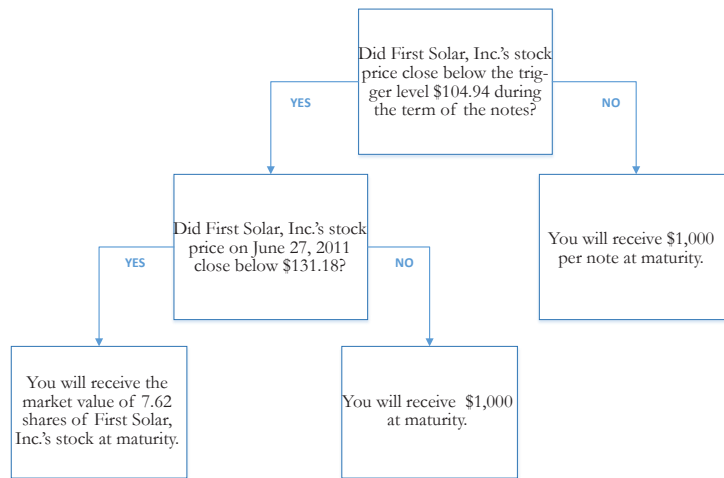 Did First Solar, Inc.'s stock
price close below the trig-
ger level $104.94 during
the term of the notes?
YES
NO
Did First Solar, Inc.'s stock
price on June 27, 2011
close below $131.18?
You will receive $1,000
per note at maturity.
YES
NO
You will receive the
market value of 7.62
shares of First Solar,
Inc.'s stock at maturity.
You will receive $1,000
at maturity.